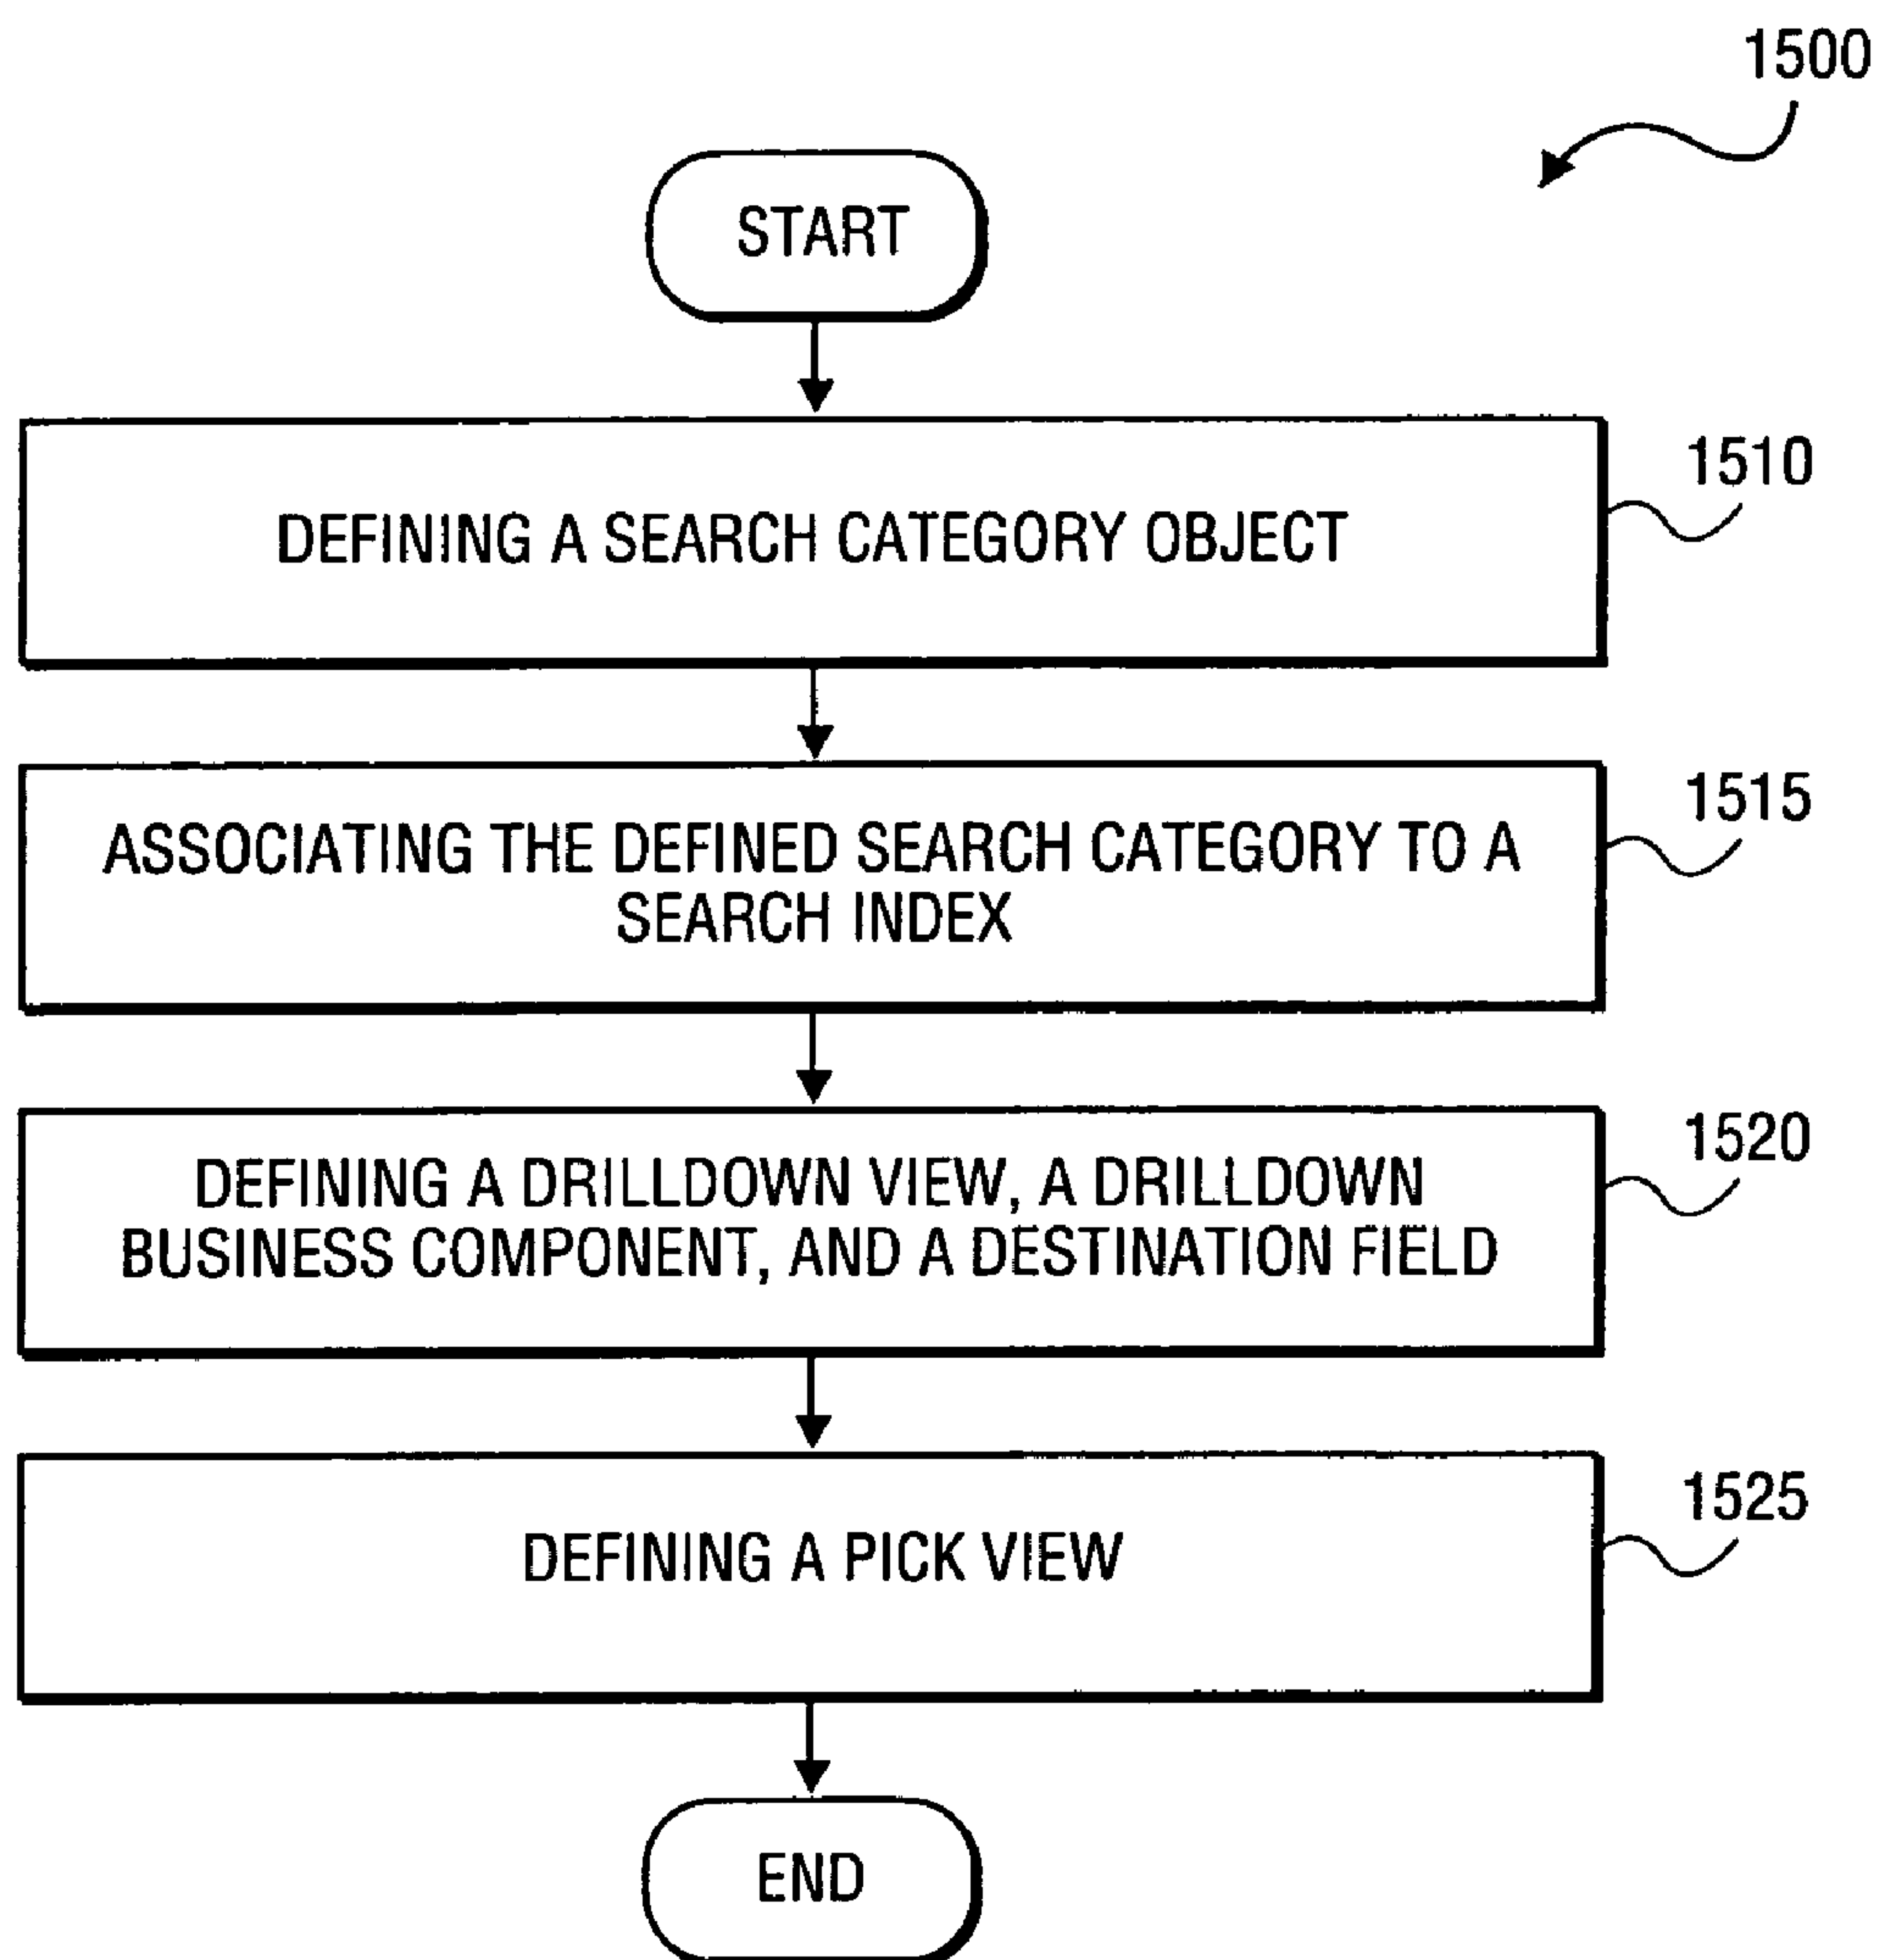 1500
START
DEFINING A SEARCH CATEGORY OBJECT
1510
ASSOCIATING THE DEFINED SEARCH CATEGORY TO A
SEARCH INDEX
1515
DEFINING A DRILLDOWN VIEW, A DRILLDOWN
BUSINESS COMPONENT, AND A DESTINATION FIELD
1520
DEFINING A PICK VIEW
1525
END